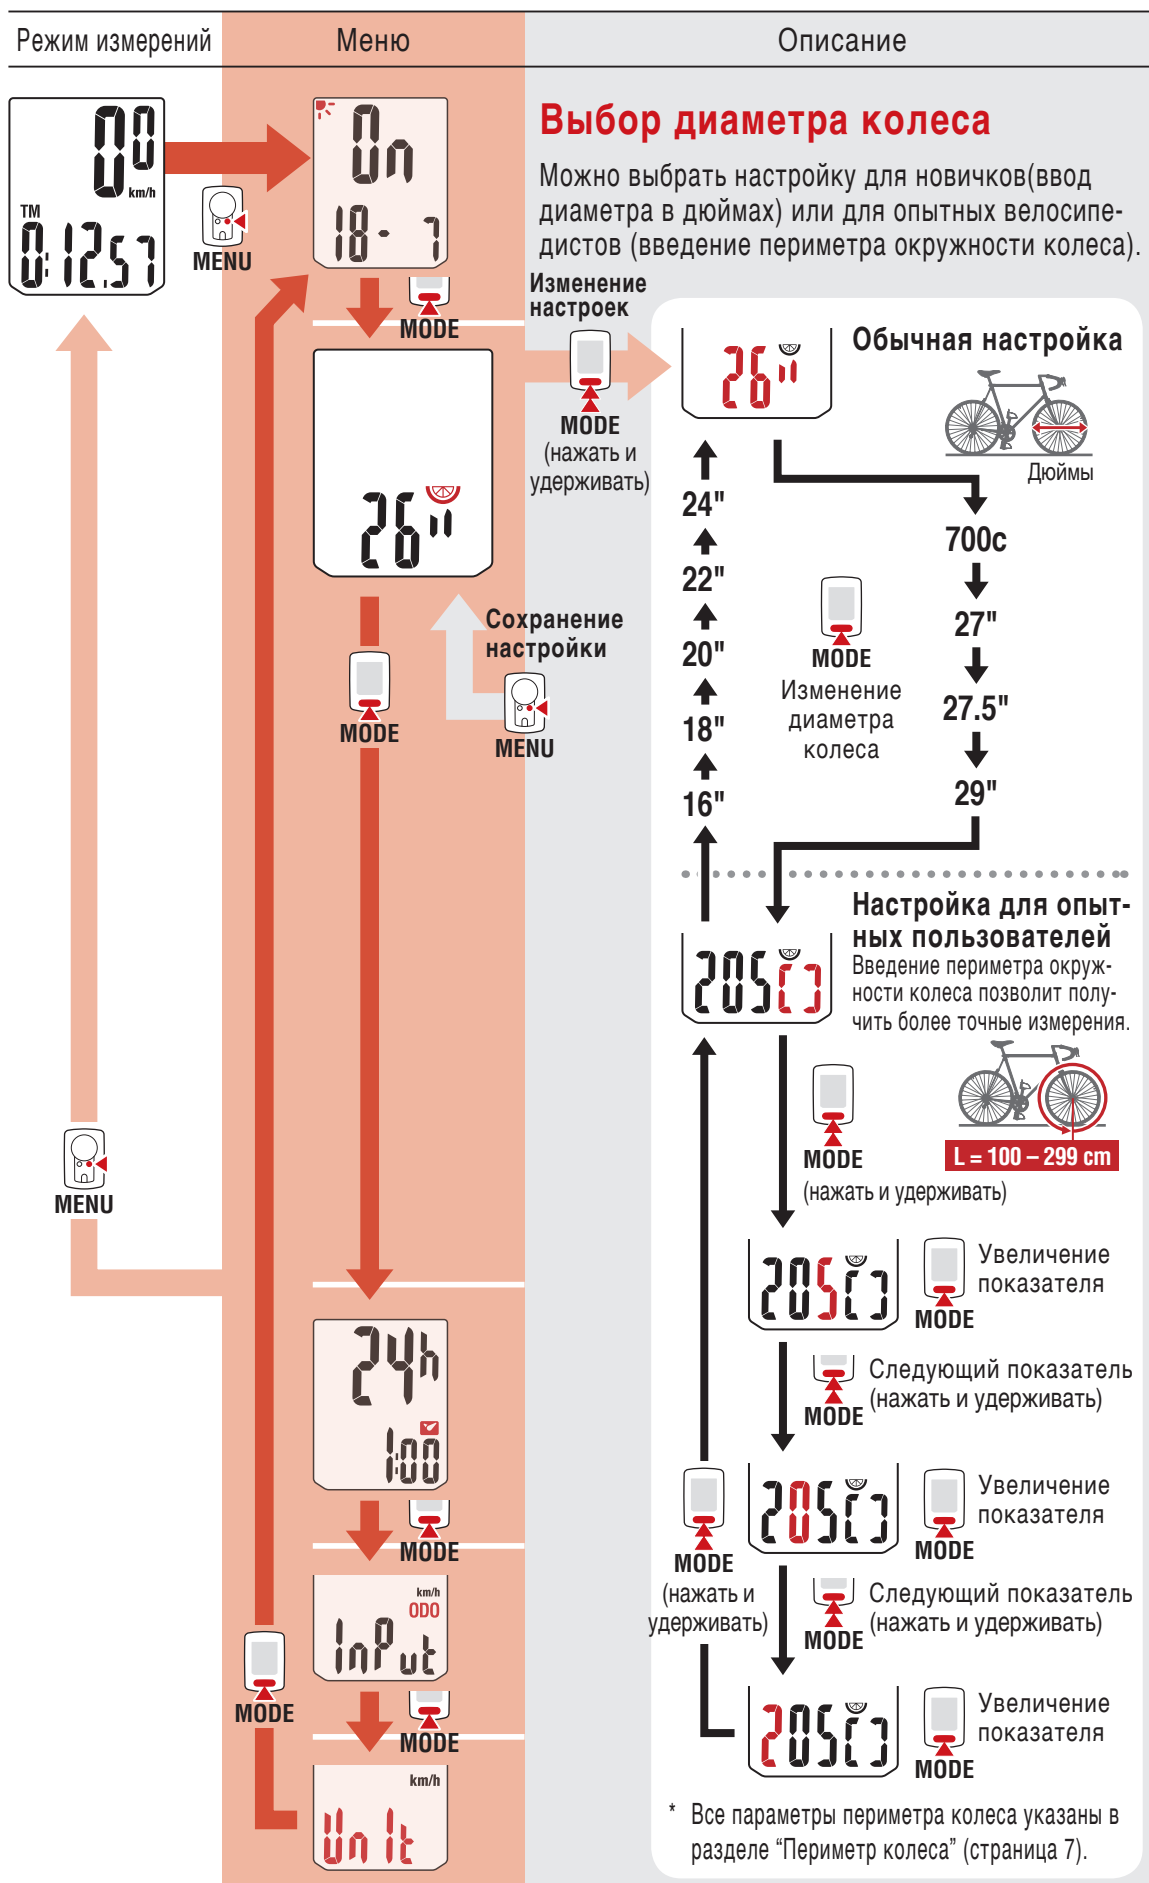 Режим измерений
Меню
Описание
00
km/h
TM
0:12.57
MENU
On
18- 7
MODE
Выбор диаметра колеса
Можно выбрать настройку для новичков(ввод
диаметра в дюймах) или для опытных велосипе-
дистов (введение периметра окружности колеса).
Изменение
настроек
MODE
(нажать и
удерживать)
26"
Сохранение
настройки
MENU
MODE
26"
Обычная настройка
Дюймы
700c
27"
27.5"
29"
24"
22"
20"
18"
16"
MODE
Изменение
диаметра
колеса
Настройка для опыт-
ных пользователей
Введение периметра окруж-
ности колеса позволит полу-
чить более точные измерения.
205
L = 100 – 299 cm
MODE
(нажать и удерживать)
205
Увеличение
показателя
MODE
Следующий показатель
(нажать и удерживать)
MODE
205
Увеличение
показателя
MODE
MODE
(нажать и
удерживать)
Следующий показатель
(нажать и удерживать)
MODE
205
Увеличение
показателя
MODE
* Все параметры периметра колеса указаны в
разделе “Периметр колеса” (страница 7).
MENU
24h
1:00
MODE
km/h
ODO
InPut
MODE
MODE
km/h
Unit